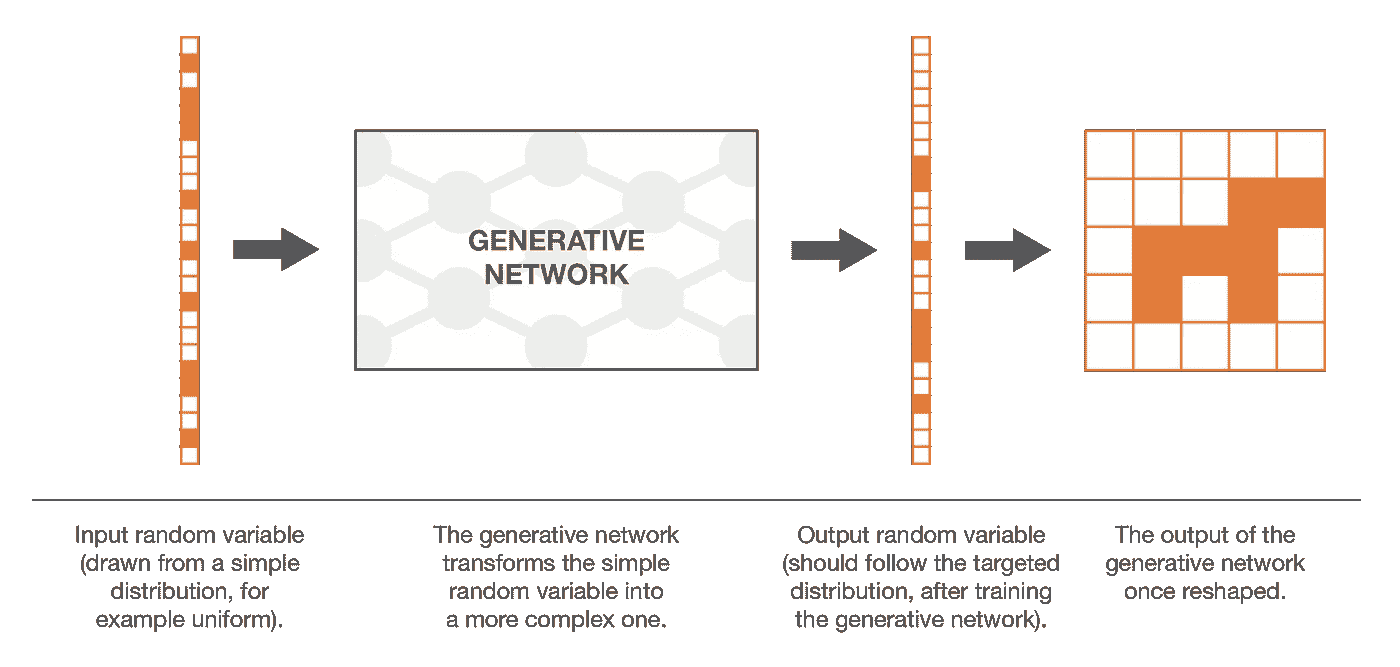 GENERATIVE
NETWORK
Input random variable
(drawn from a simple
distribution, for
example uniform).
The generative network
transforms the simple
random variable into
a more complex one.
Output random variable
(should follow the targeted
distribution, after training
the generative network).
The output of the
generative network
once reshaped.